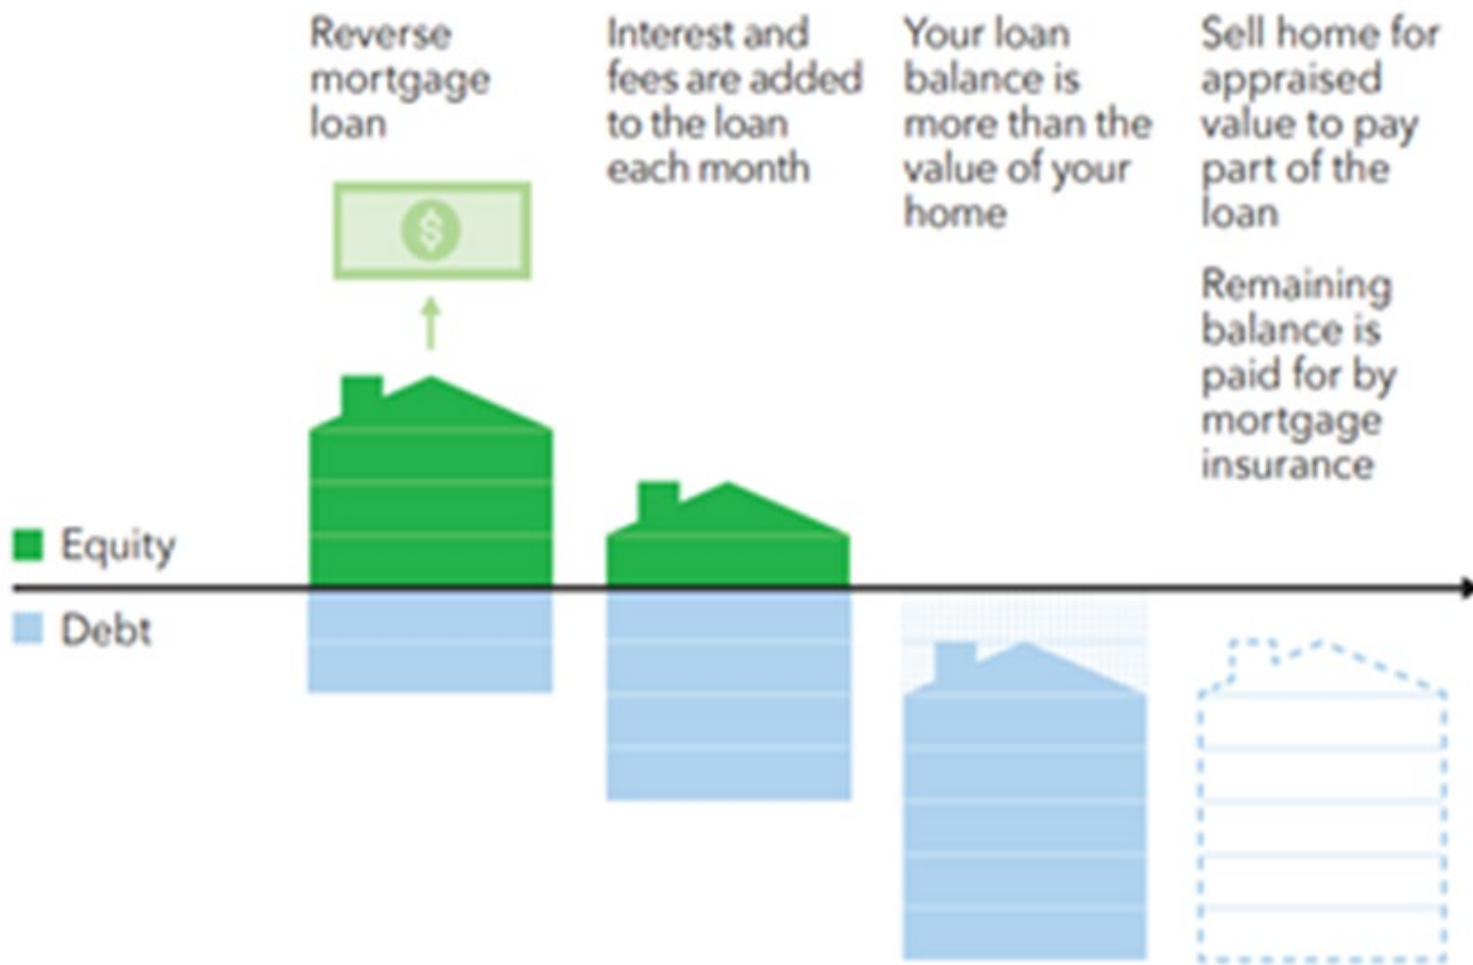 Reverse
mortgage
loan
$
Interest and
fees are added
to the loan
each month
Your loan
balance is
more than the
value of your
home
Sell home for
appraised
value to pay
part of the
loan
Remaining
balance is
paid for by
mortgage
insurance
Equity
Debt